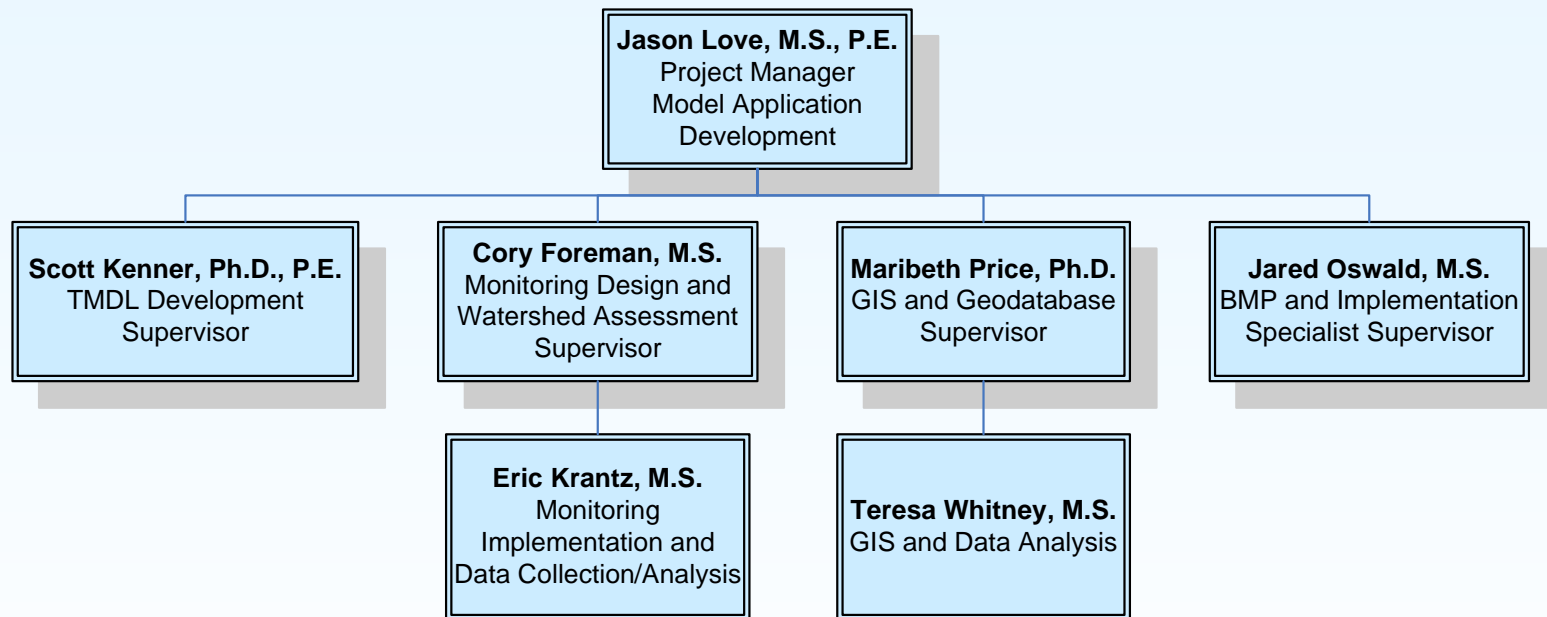 Jason Love, M.S., P.E.
Project Manager
Model Application
Development
Scott Kenner, Ph.D., P.E.
TMDL Development
Supervisor
Cory Foreman, M.S.
Monitoring Design and
Watershed Assessment
Supervisor
Maribeth Price, Ph.D.
GIS and Geodatabase
Supervisor
Jared Oswald, M.S.
BMP and Implementation
Specialist Supervisor
Eric Krantz, M.S.
Monitoring
Implementation and
Data Collection/Analysis
Teresa Whitney, M.S.
GIS and Data Analysis